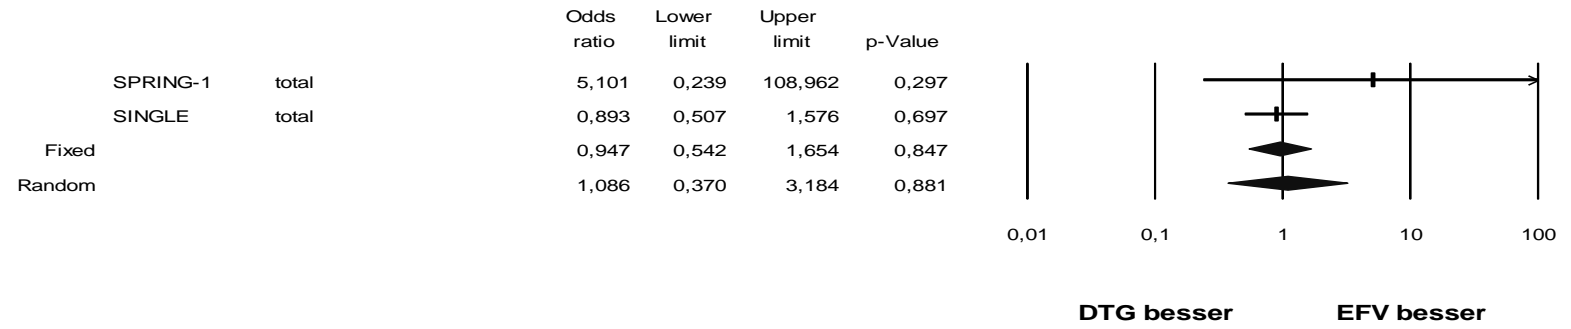 Odds Lower Upper
ratio limit limit p-Value
SPRING-1 total 5,101 0,239 108,962 0,297
SINGLE total 0,893 0,507 1,576 0,697
Fixed 0,947 0,542 1,654 0,847
Random 1,086 0,370 3,184 0,881
0,01 0,1 1 10 100
DTG besser EFV besser